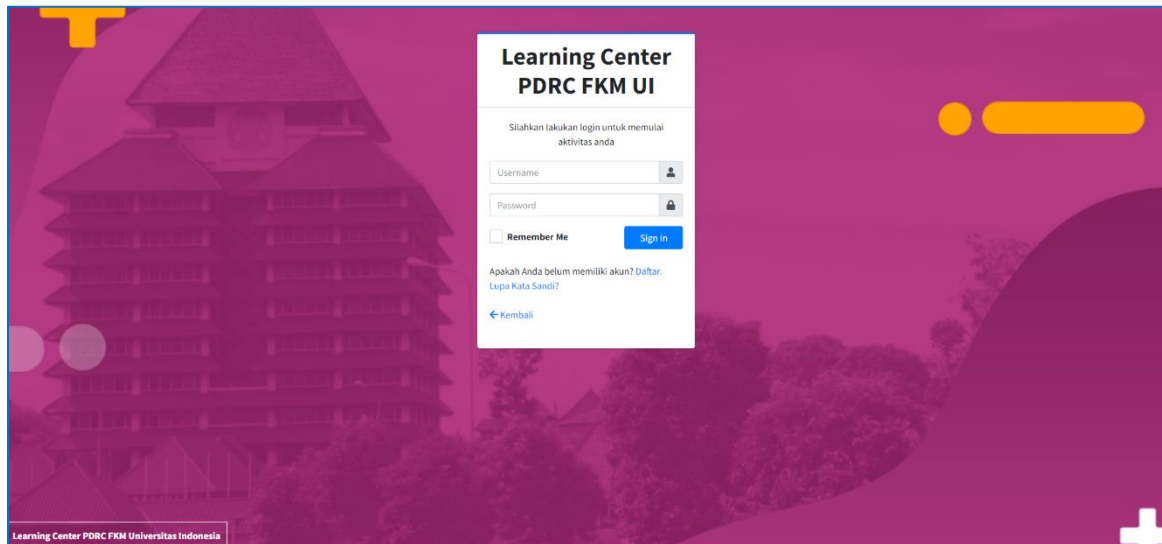 Learning Center
PDRC FKM UI
Silahkan lakukan login untuk memulai
aktivitas anda
Username
Password
Remember Me
Sign In
Apakah Anda belum memiliki akun? Daftar.
Lupa Kata Sandi?
Kembali
Learning Center PDRC FKM Universitas Indonesia